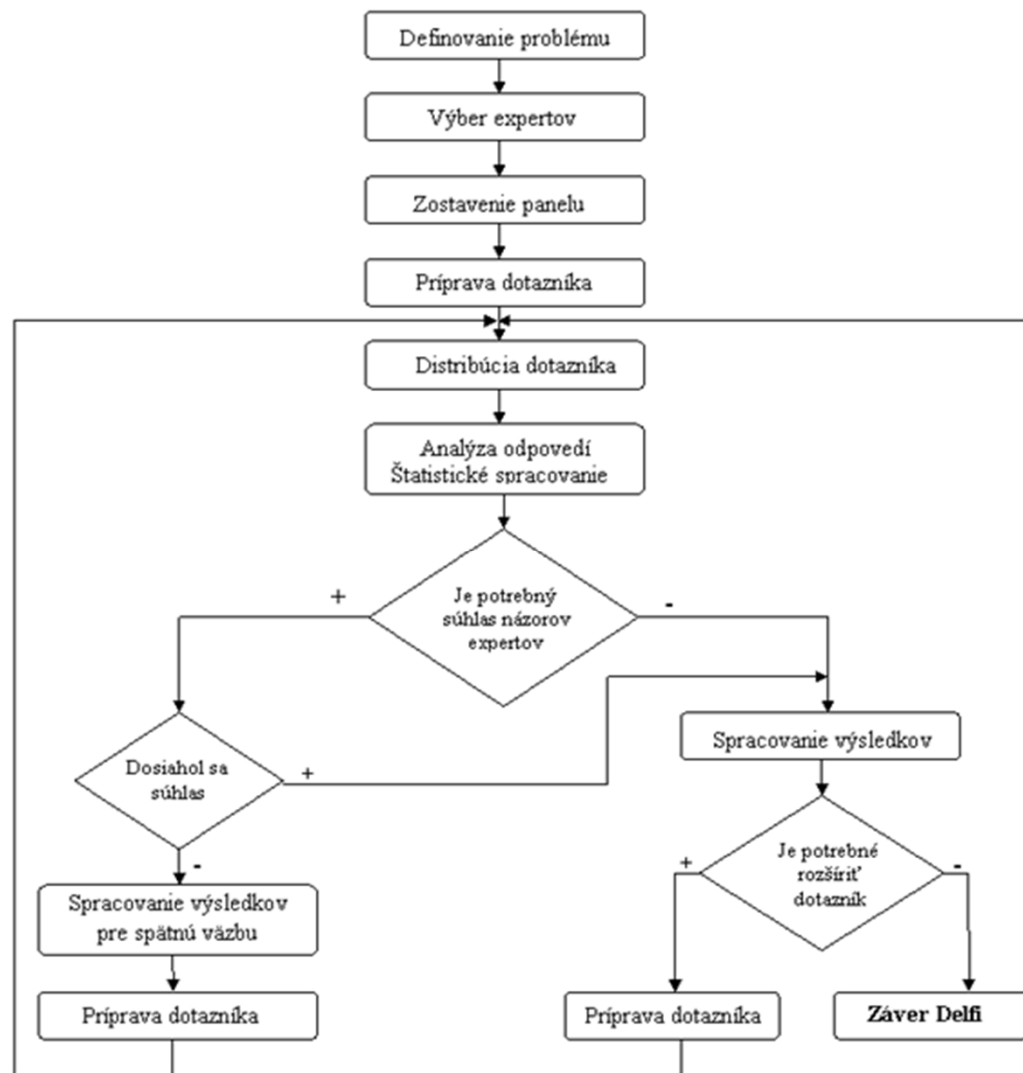 Definovanie problému
Výber expertov
Zostavenie panelu
Príprava dotazníka
Distribúcia dotazníka
Analýza odpovedí
Štatistické spracovanie
Je potrebný
súhlas názorov
expertov
+
-
Dosiahol sa
súhlas
+
-
Spracovanie výsledkov
Je potrebné
rozšíriť
dotazník
+
-
Spracovanie výsledkov
pre spätnú väzbu
Príprava dotazníka
Príprava dotazníka
Záver Delfi